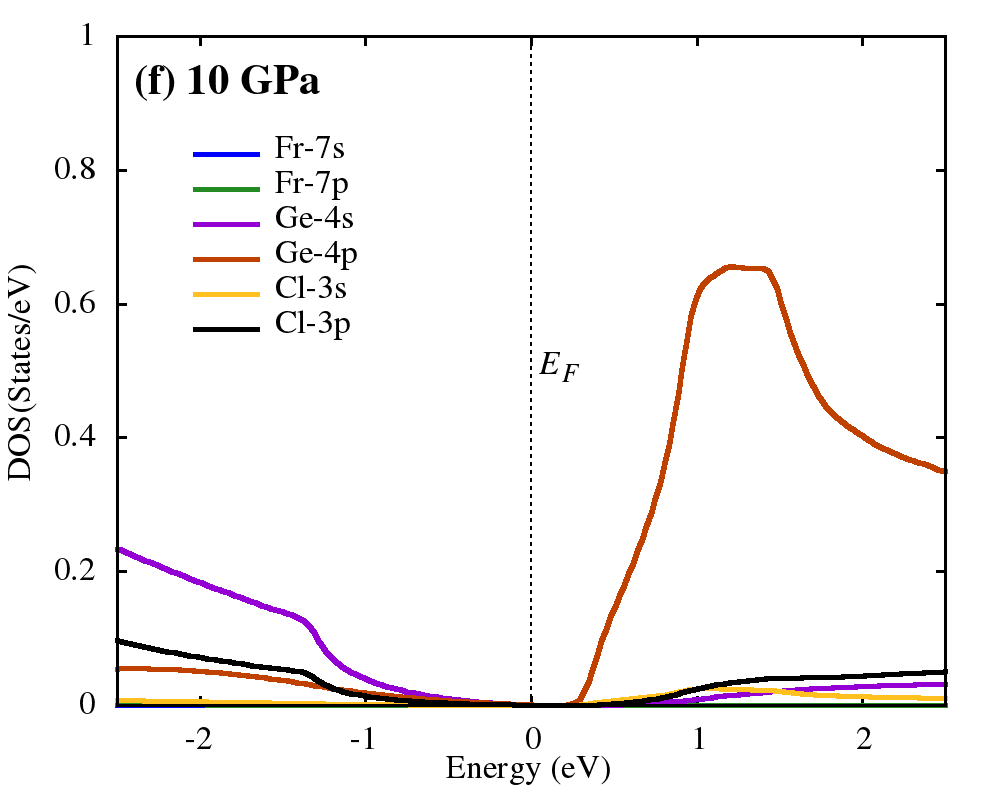 (f) 10 GPa
Fr-7s
Fr-7p
Ge-4s
Ge-4p
Cl-3s
Cl-3p
E_F
DOS(States/eV)
1
0.8
0.6
0.4
0.2
0
-2
-1
0
1
2
Energy (eV)